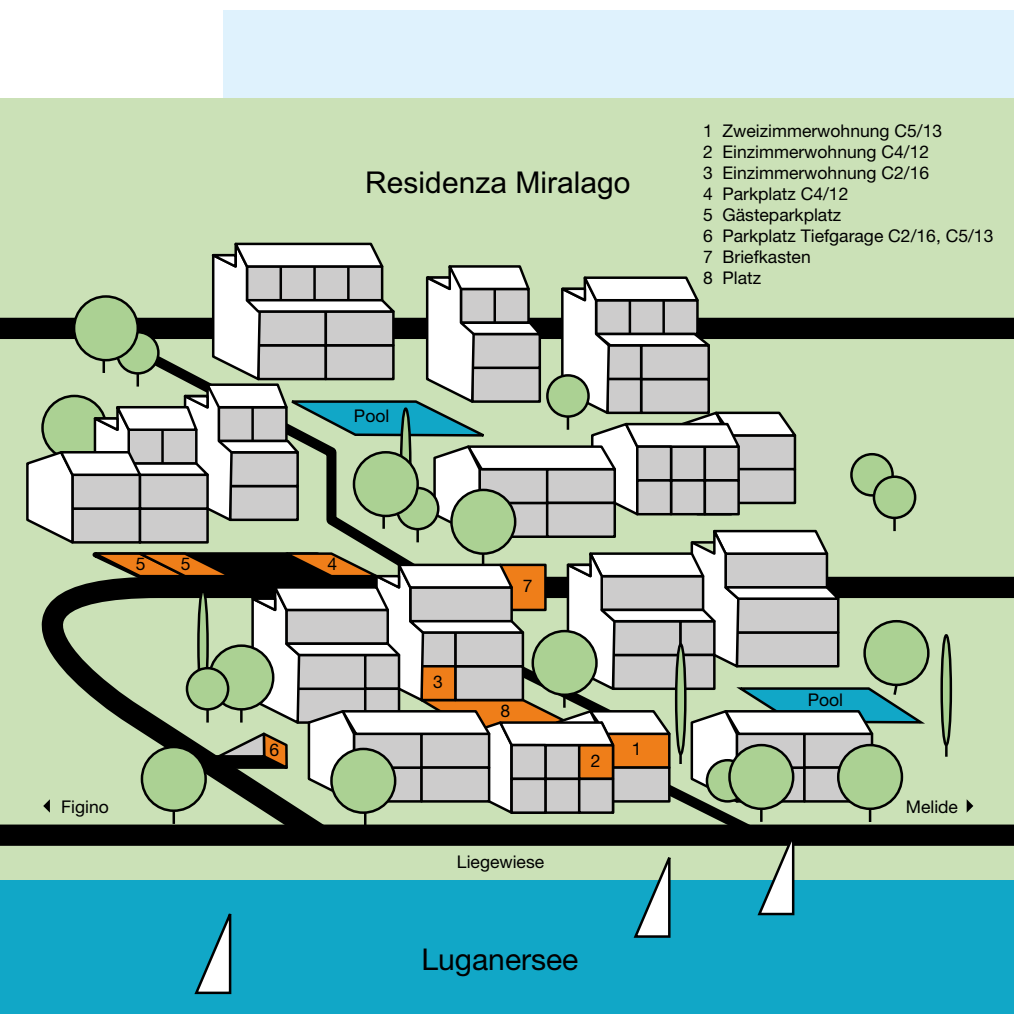 Residenza Miralago
1 Zweizimmerwohnung C5/13
2 Einzimmerwohnung C4/12
3 Einzimmerwohnung C2/16
4 Parkplatz C4/12
5 Gästeparkplatz
6 Parkplatz Tiefgarage C2/16, C5/13
7 Briefkasten
8 Platz
Pool
5
5
4
7
3
8
Pool
6
2
1
Figino
Melide
Liegewiese
Luganersee